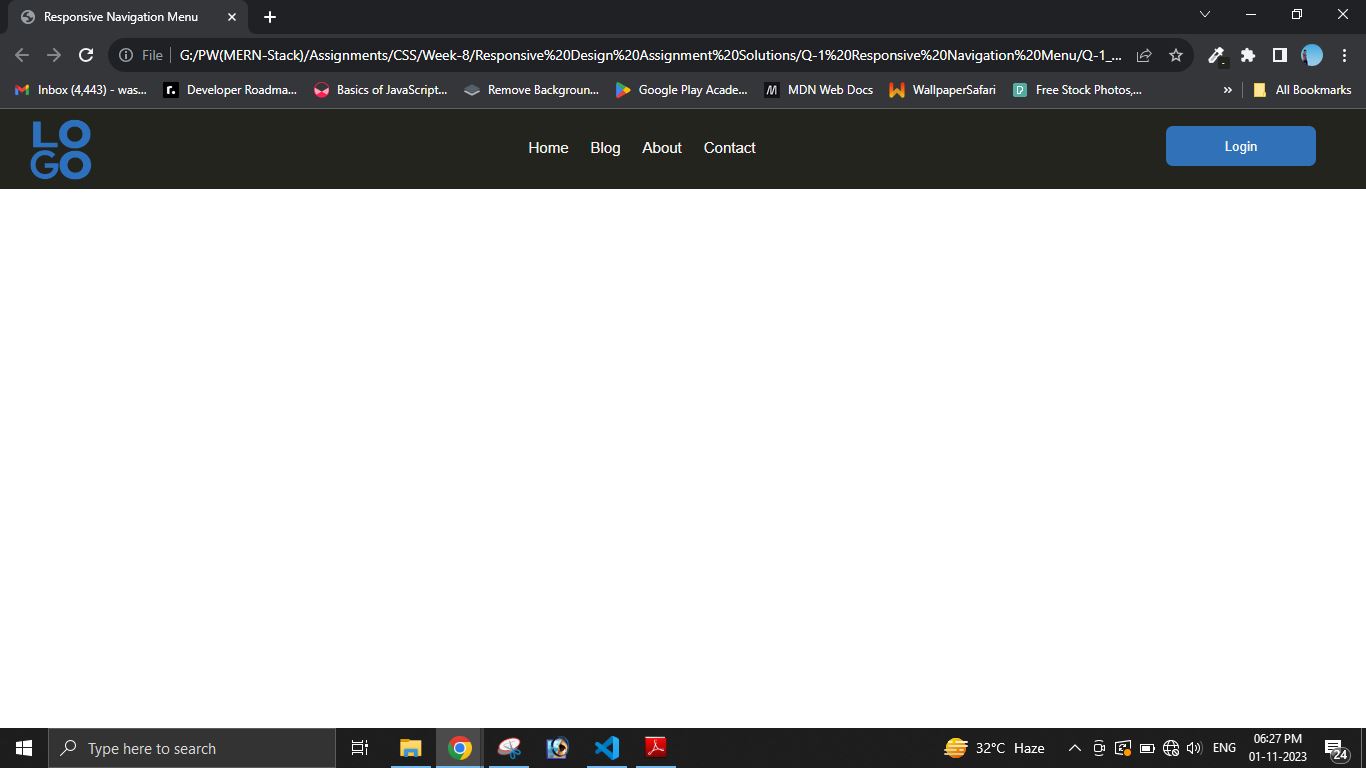 Responsive Navigation Menu
File G:/PW(MERN-Stack)/Assignments/CSS/Week-8/Responsive%20Design%20Assignment%20Solutions/Q-1%20Responsive%20Navigation%20Menu/Q-1_...
Inbox (4,443) - was... r. Developer Roadma... Basics of JavaScript... Remove Backgroun... Google Play Acade... M MDN Web Docs WallpaperSafari Free Stock Photos,... » All Bookmarks
LO
GO
Home Blog About Contact
Login
Type here to search
32°C Haze
ENG
06:27 PM
01-11-2023
24